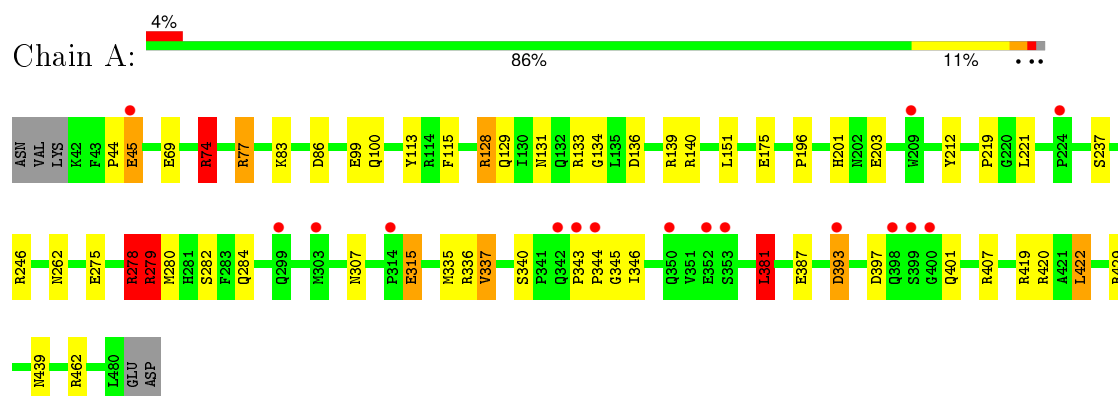 4%
Chain A:
86% 11% • ••
ASN VAL LYS K42 F43 P44 E45 E69 R74 R77 K83 D86 E99 Q100 Y113 R114 F115 R128 Q129 I130 N131 Q132 R133 G134 L135 D136 R139 R140 L151 E175 P196 H201 N202 E203 W209 Y212 P219 G220 L221 P224 S237
R246 N262 E275 R278 R279 M280 H281 S282 F283 Q284 Q299 M303 N307 P314 E315 M335 R336 V337 S340 P341 Q342 P343 P344 G345 I346 Q350 V351 E352 S353 L381 E387 D393 D397 Q398 S399 G400 Q401 R407 R419 R420 A421 L422
N439 R462 L480 GLU ASP